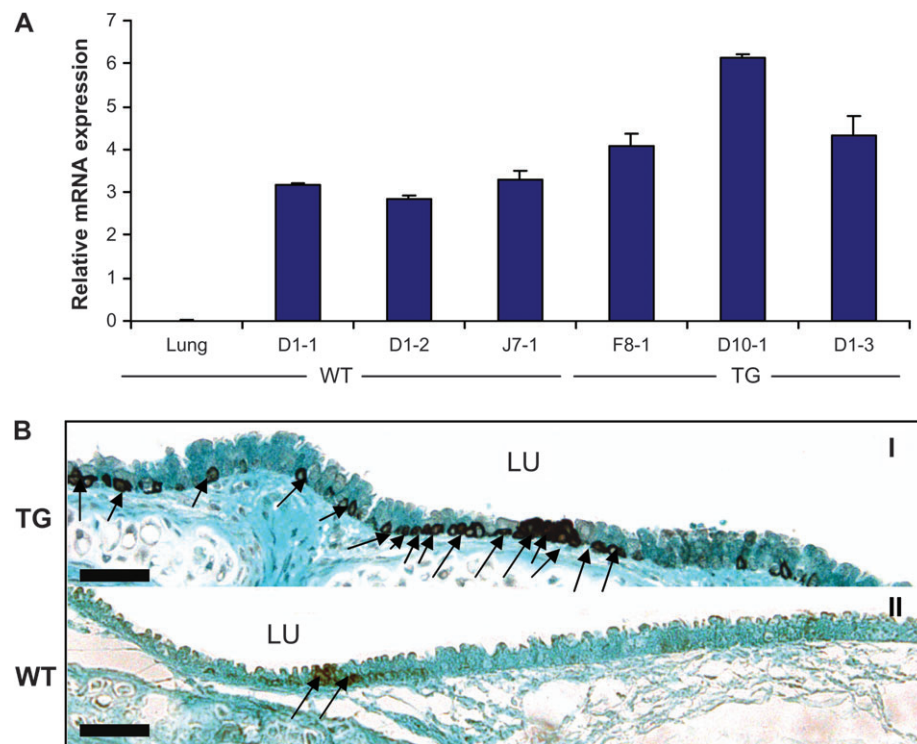 A
Relative mRNA expression
7
6
5
4
3
2
1
0
Lung D1-1 D1-2 J7-1 F8-1 D10-1 D1-3
WT TG
B
I
LU
TG
II
LU
WT